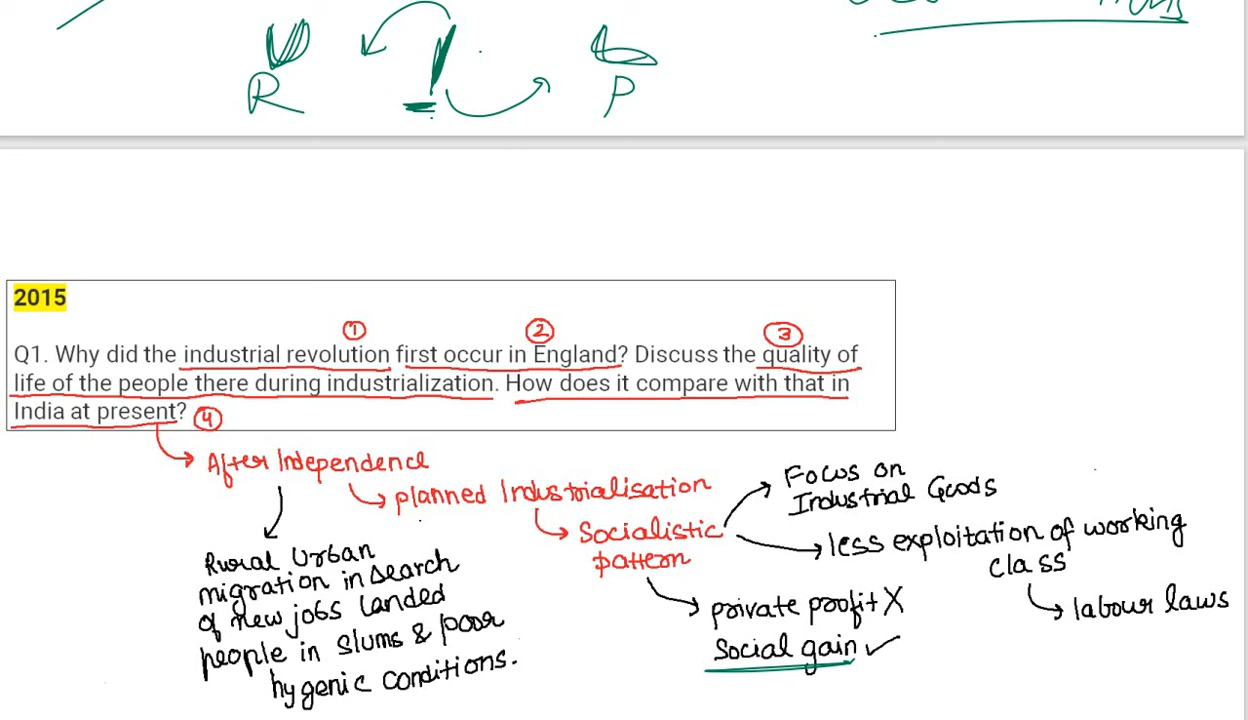 R
P
2015
① ② ③
Q1. Why did the industrial revolution first occur in England? Discuss the quality of
life of the people there during industrialization. How does it compare with that in
India at present? ④
After Independence
planned Industrialisation
Socialistic
pattern
Focus on
Industrial Goods
less exploitation of working
class
labour laws
private profit X
Social gain ✓
Rural Urban
migration in search
of new jobs landed
people in slums & poor
hygenic conditions.